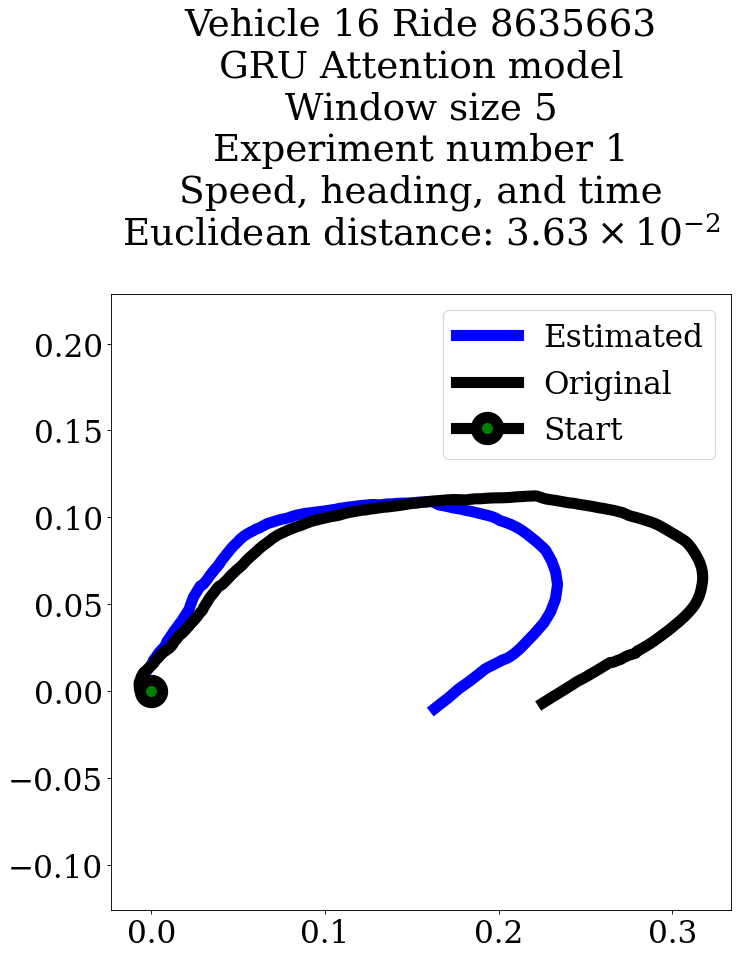 Vehicle 16 Ride 8635663
GRU Attention model
Window size 5
Experiment number 1
Speed, heading, and time
Euclidean distance: 3.63 × 10⁻²
Estimated
Original
Start
0.20
0.15
0.10
0.05
0.00
−0.05
−0.10
0.0 0.1 0.2 0.3